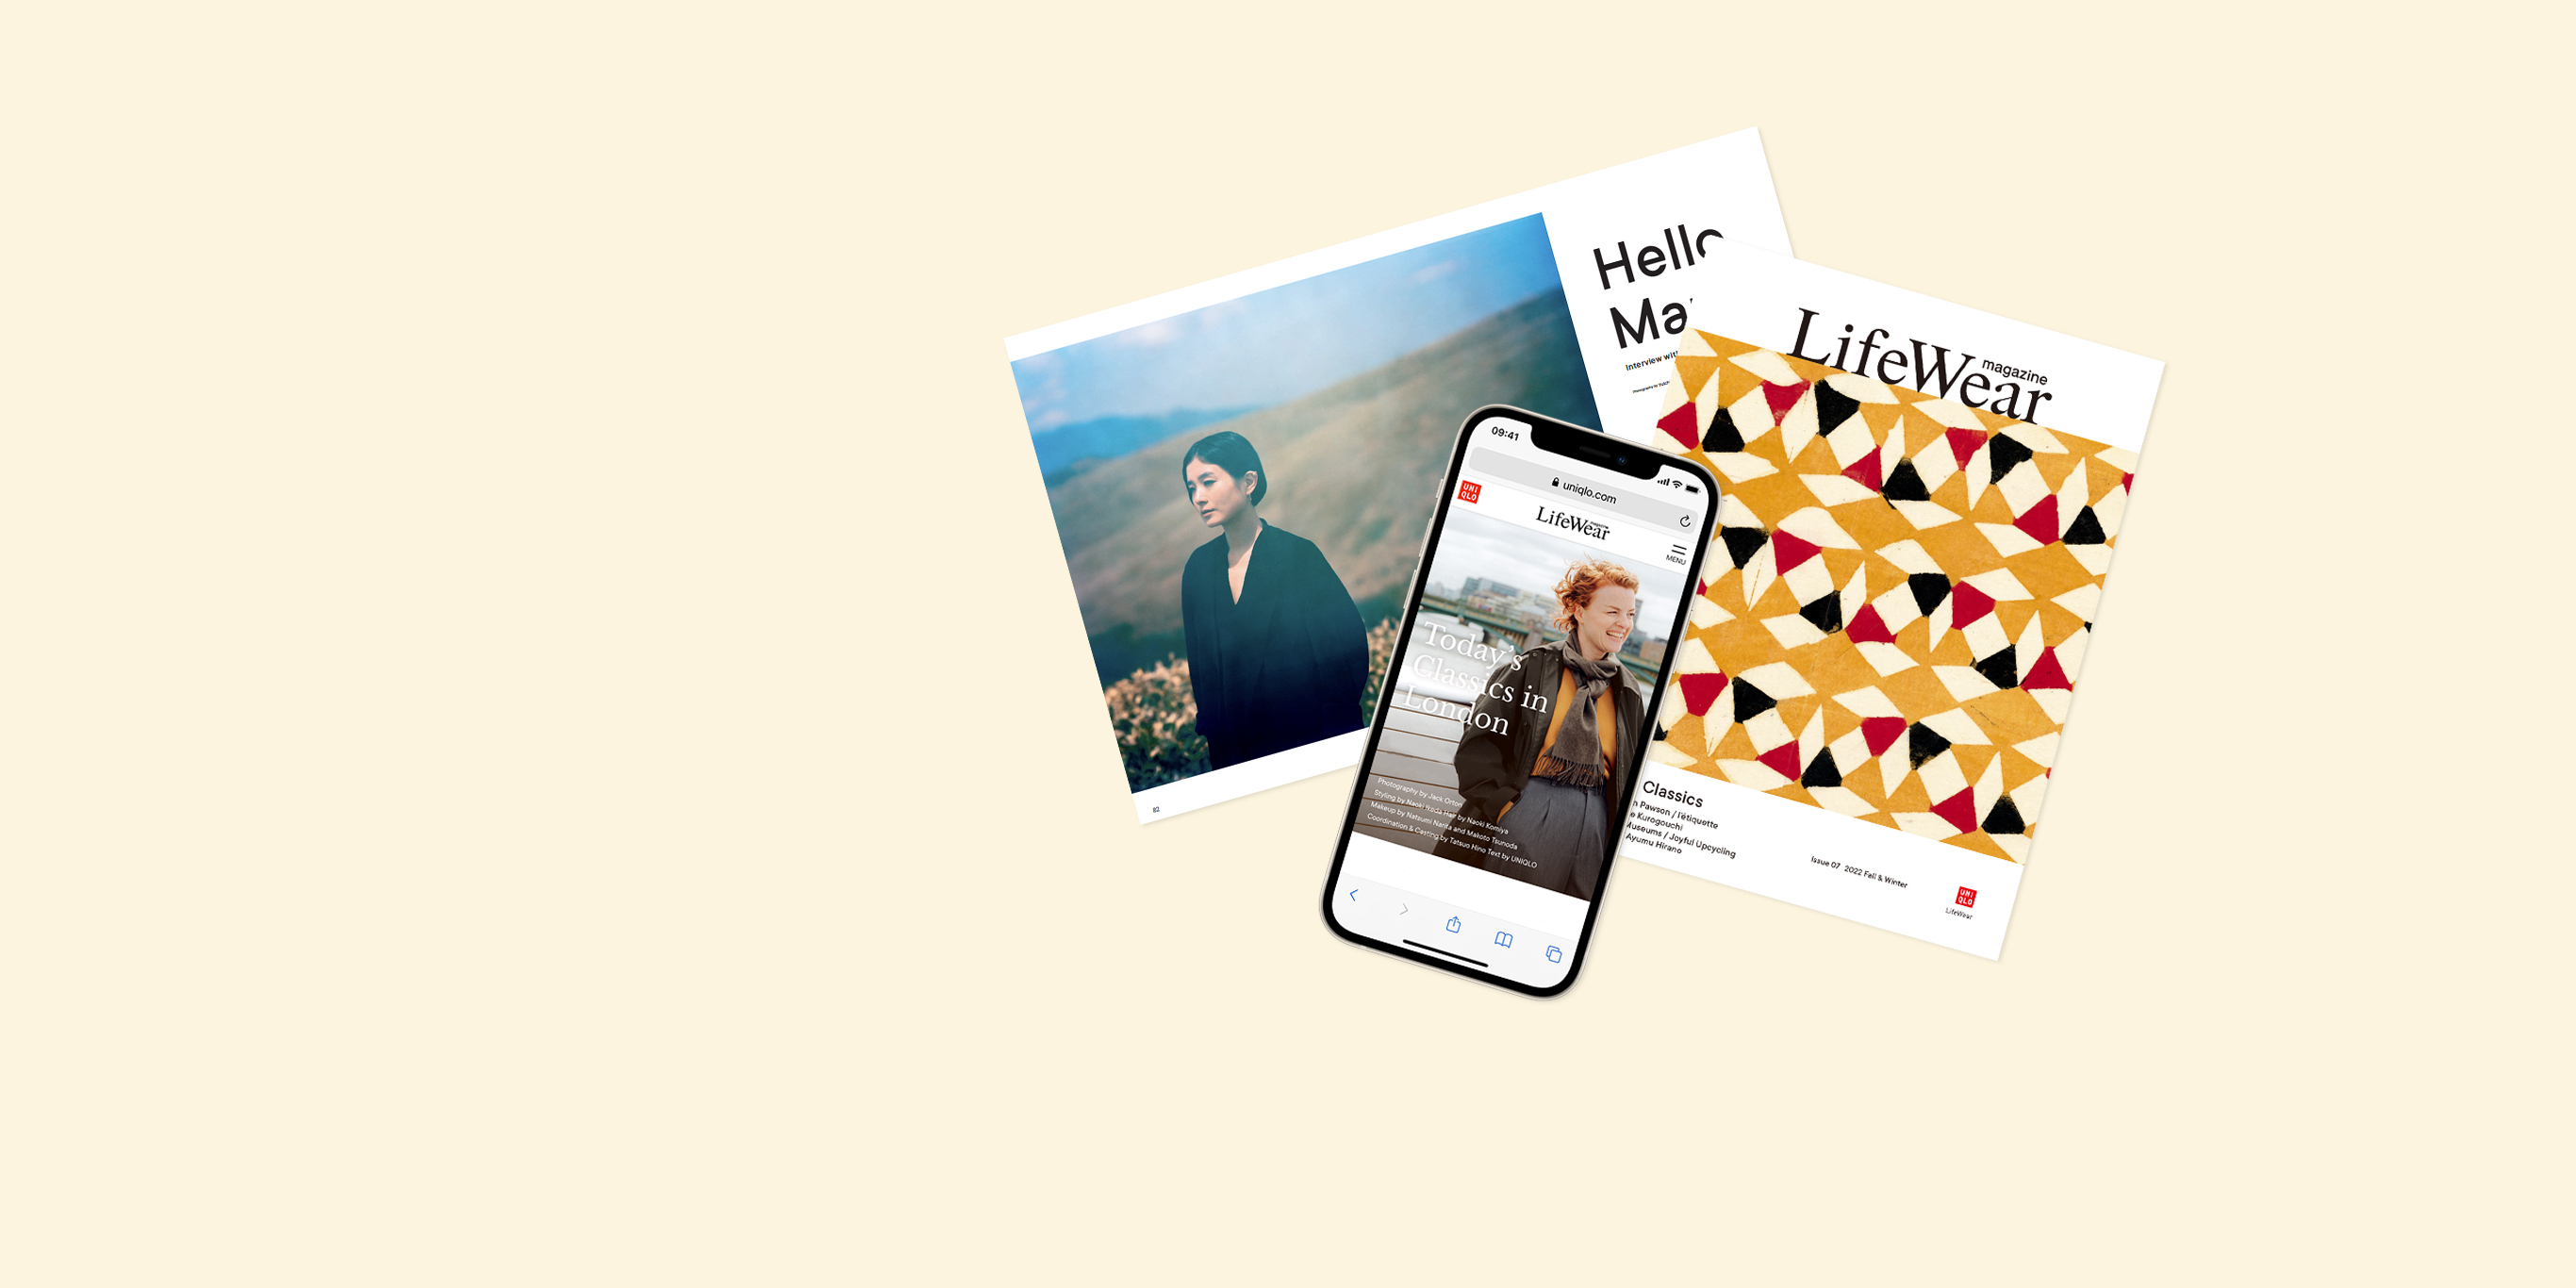 Hello
Interview
82
LifeWear
magazine
Classics
Pawson / l'étiquette
Kurogouchi
Museums / Joyful Upcycling
Ayumu Hirano
Issue 07 2022 Fall & Winter
UNI
QLO
LifeWear
09:41
uniqlo.com
UNI
QLO
LifeWear
magazine
MENU
Today's
Classics in
London
Photography by Jack Orton
Styling by Naoki Ikeda Hair by Naoki Komiya
Makeup by Natsumi Narita and Makoto Tsunoda
Coordination & Casting by Tatsuo Hino Text by UNIQLO